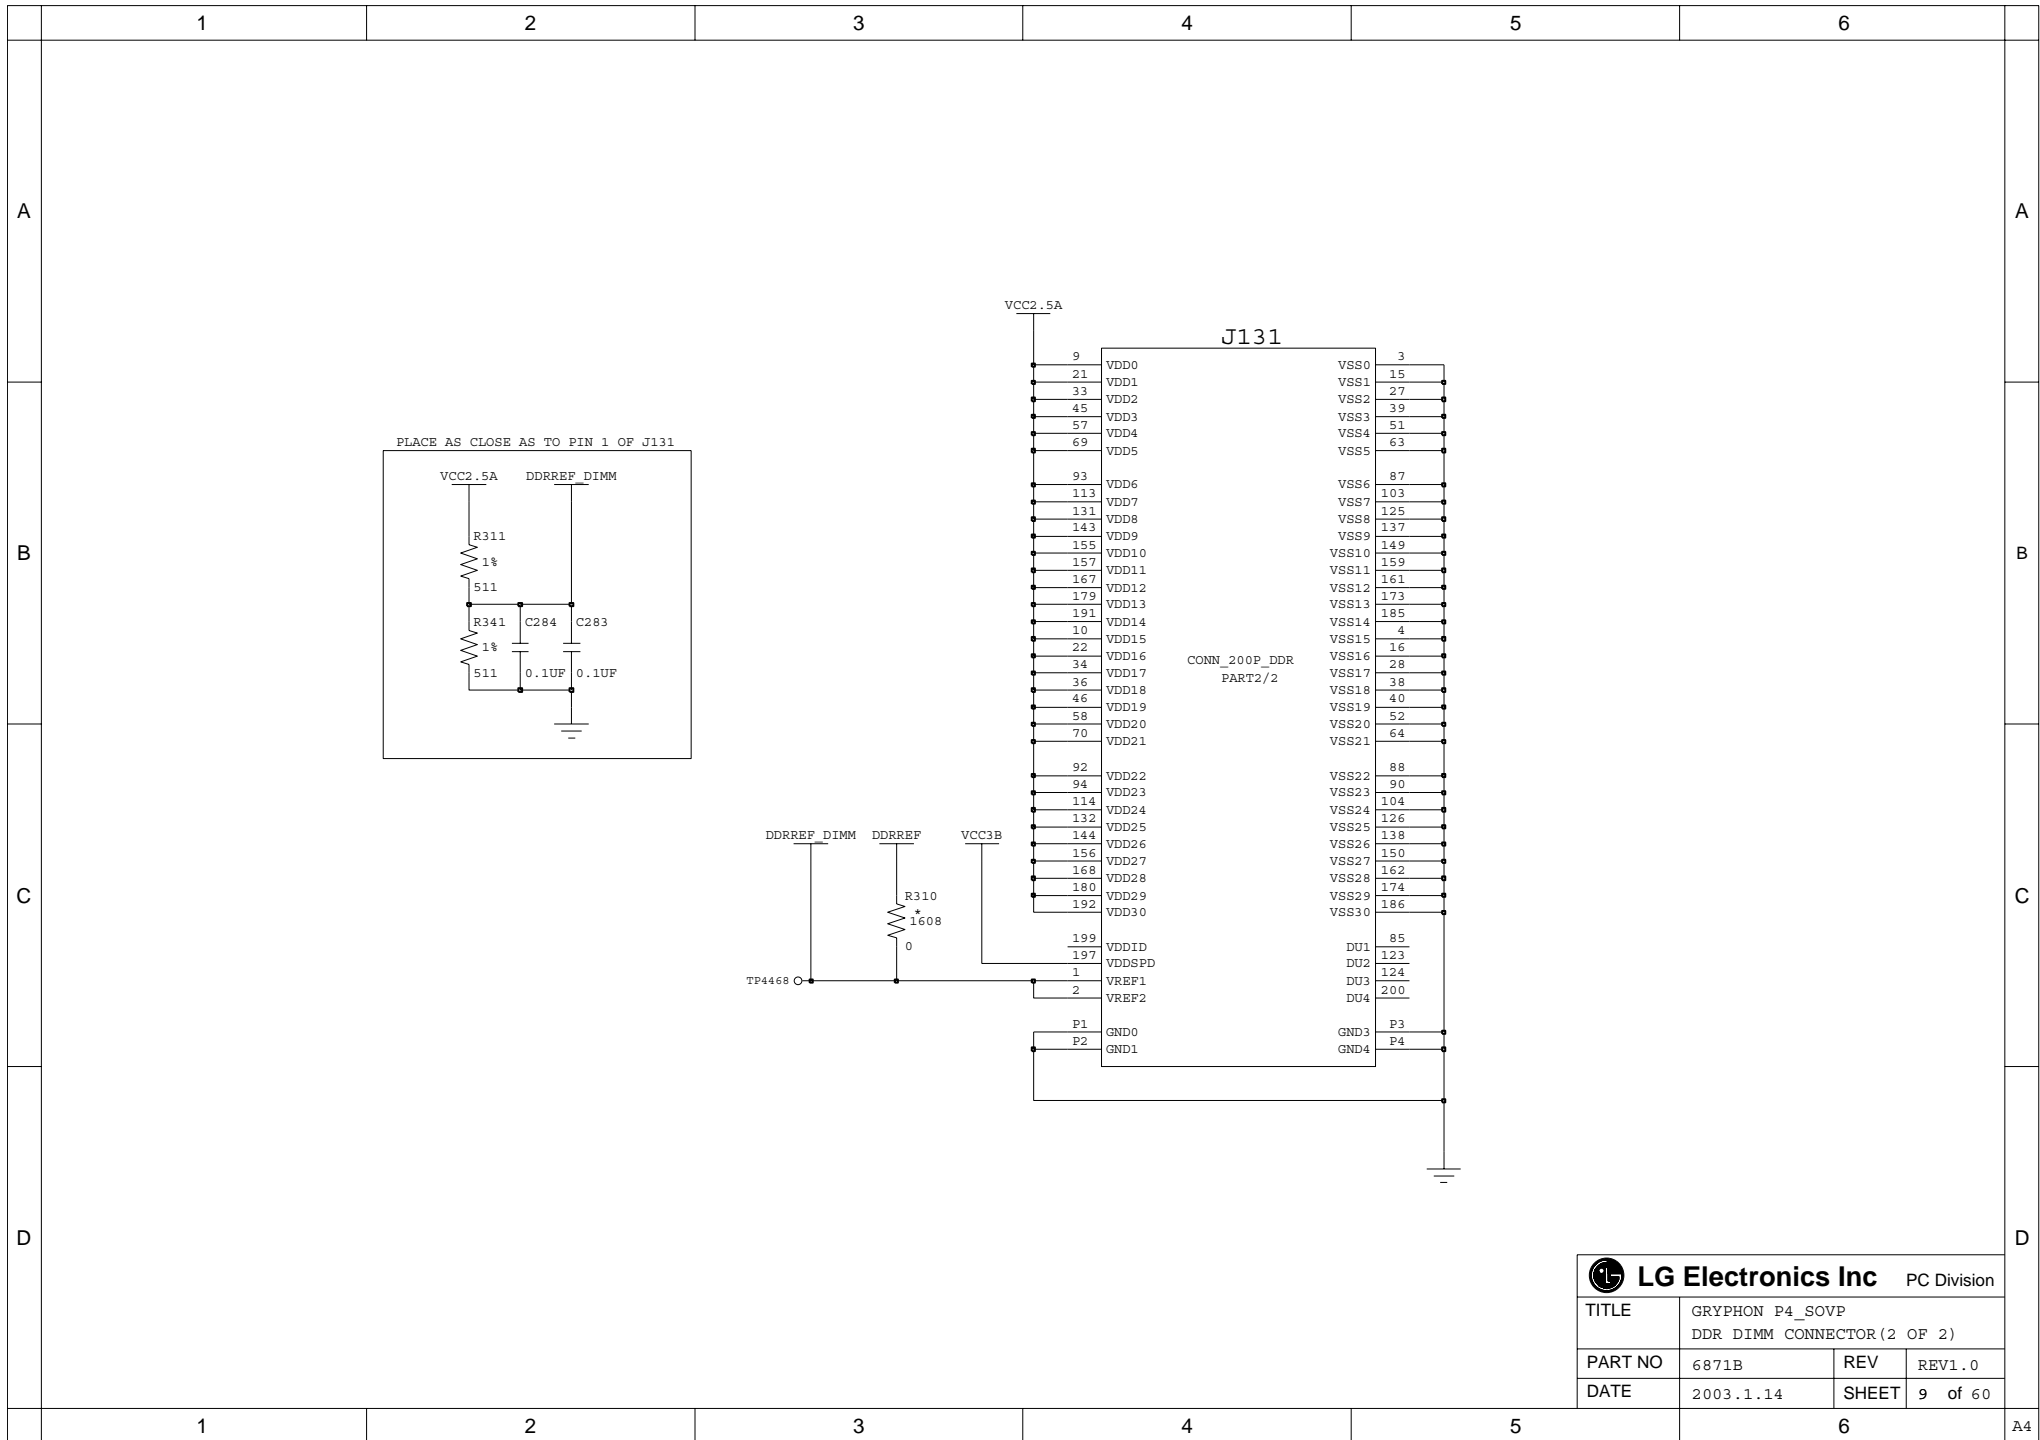 1 2 3 4 5 6
A A
VCC2.5A
J131
9 VDD0 VSS0 3
21 VDD1 VSS1 15
33 VDD2 VSS2 27
45 VDD3 VSS3 39
57 VDD4 VSS4 51
69 VDD5 VSS5 63
93 VDD6 VSS6 87
113 VDD7 VSS7 103
131 VDD8 VSS8 125
143 VDD9 VSS9 137
155 VDD10 VSS10 149
157 VDD11 VSS11 159
167 VDD12 VSS12 161
179 VDD13 VSS13 173
191 VDD14 VSS14 185
10 VDD15 VSS15 4
22 VDD16 VSS16 16
34 VDD17 VSS17 28
36 VDD18 VSS18 38
46 VDD19 VSS19 40
58 VDD20 VSS20 52
70 VDD21 VSS21 64
92 VDD22 VSS22 88
94 VDD23 VSS23 90
114 VDD24 VSS24 104
132 VDD25 VSS25 126
144 VDD26 VSS26 138
156 VDD27 VSS27 150
168 VDD28 VSS28 162
180 VDD29 VSS29 174
192 VDD30 VSS30 186
199 VDDID DU1 85
197 VDDSPD DU2 123
1 VREF1 DU3 124
2 VREF2 DU4 200
P1 GND0 GND3 P3
P2 GND1 GND4 P4
CONN_200P_DDR
PART2/2
PLACE AS CLOSE AS TO PIN 1 OF J131
VCC2.5A DDRREF_DIMM
R311
1%
511
R341 C284 C283
1%
511 0.1UF 0.1UF
B B
DDRREF_DIMM DDRREF VCC3B
R310
*
1608
0
TP4468
C C
D D
LG Electronics Inc PC Division
TITLE GRYPHON P4_SOVP
DDR DIMM CONNECTOR(2 OF 2)
PART NO 6871B REV REV1.0
DATE 2003.1.14 SHEET 9 of 60
1 2 3 4 5 6 A4